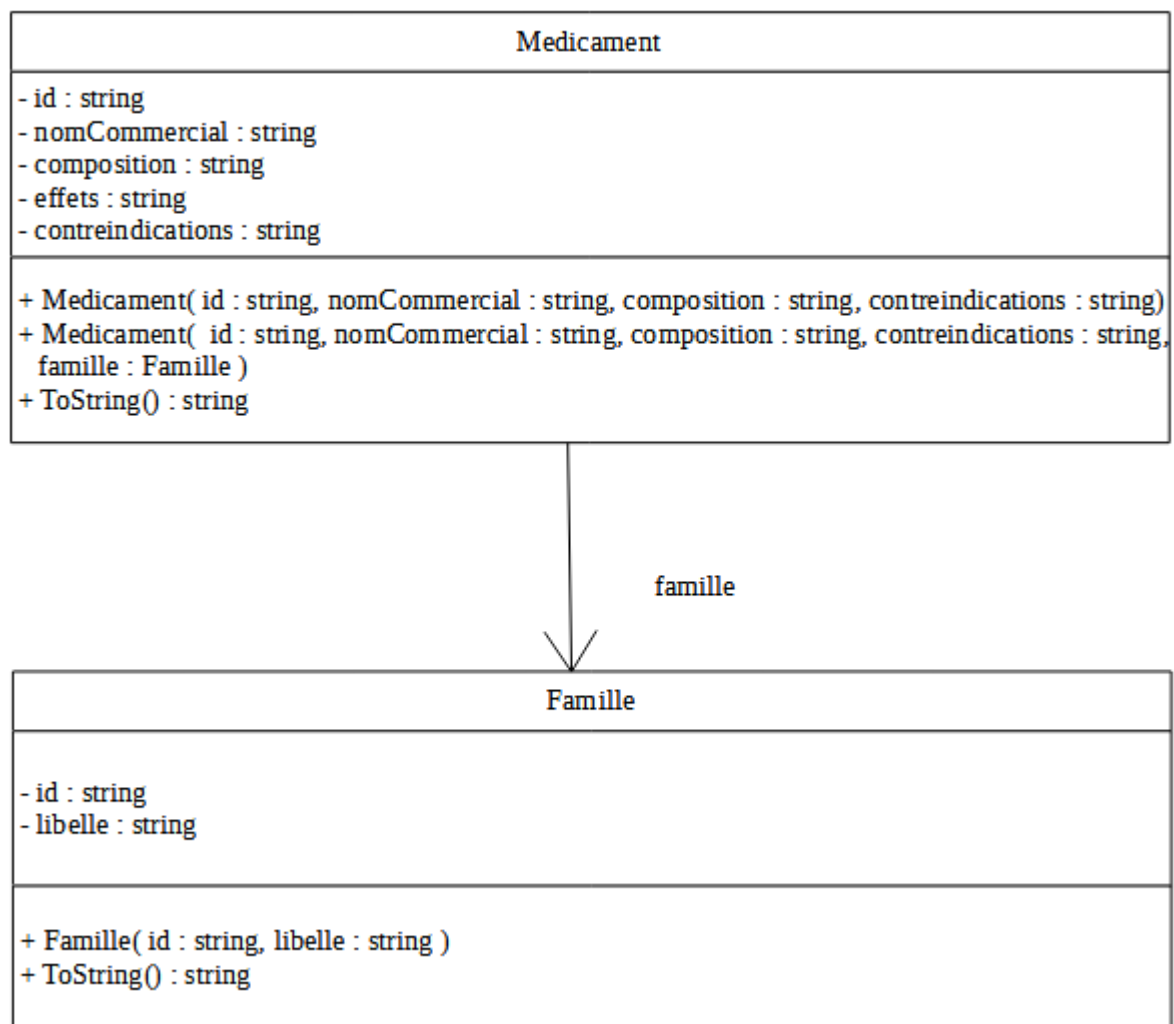 Medicament
- id : string
- nomCommercial : string
- composition : string
- effets : string
- contreindications : string
+ Medicament( id : string, nomCommercial : string, composition : string, contreindications : string)
+ Medicament(  id : string, nomCommercial : string, composition : string, contreindications : string,
famille : Famille )
+ ToString() : string
famille
Famille
- id : string
- libelle : string
+ Famille( id : string, libelle : string )
+ ToString() : string